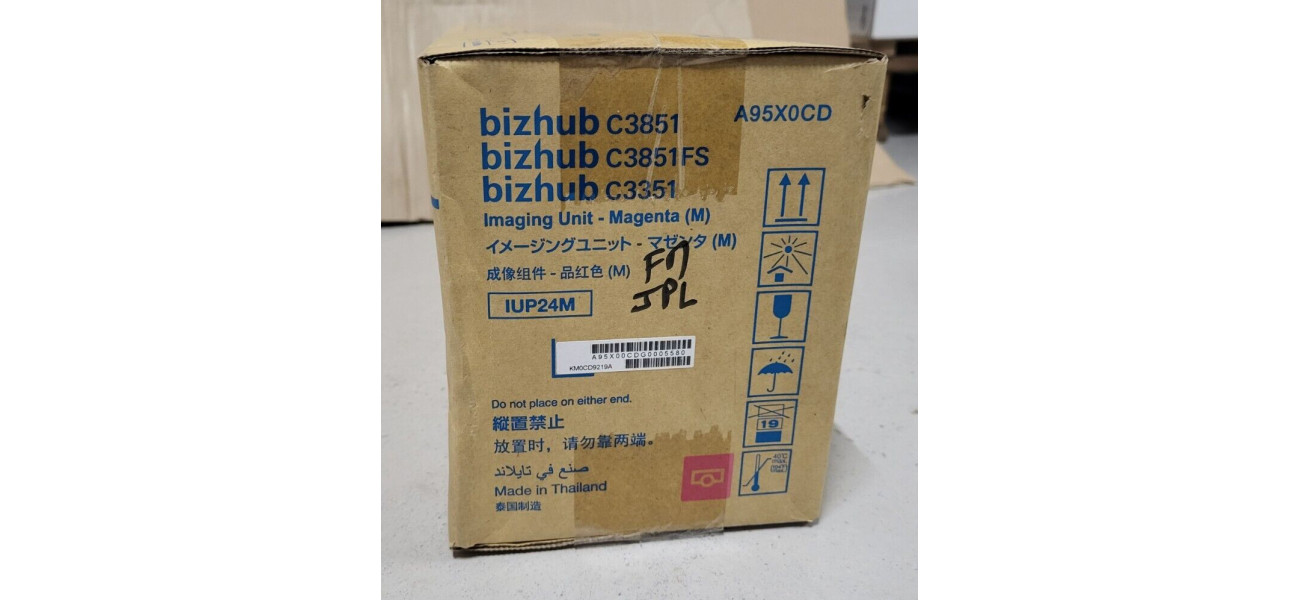 bizhub C3851
A95X0CD
bizhub C3851FS
bizhub C3351
Imaging Unit - Magenta (M)
イメージングユニット - マゼンタ (M)
成像组件 - 品红色 (M)
FM
JPL
IUP24M
A95X00CDG0005580
KM0CD9219A
Do not place on either end.
縦置禁止
放置时，请勿靠两端。
صنع في تايلاند
Made in Thailand
泰国制造
19
40°C
max.